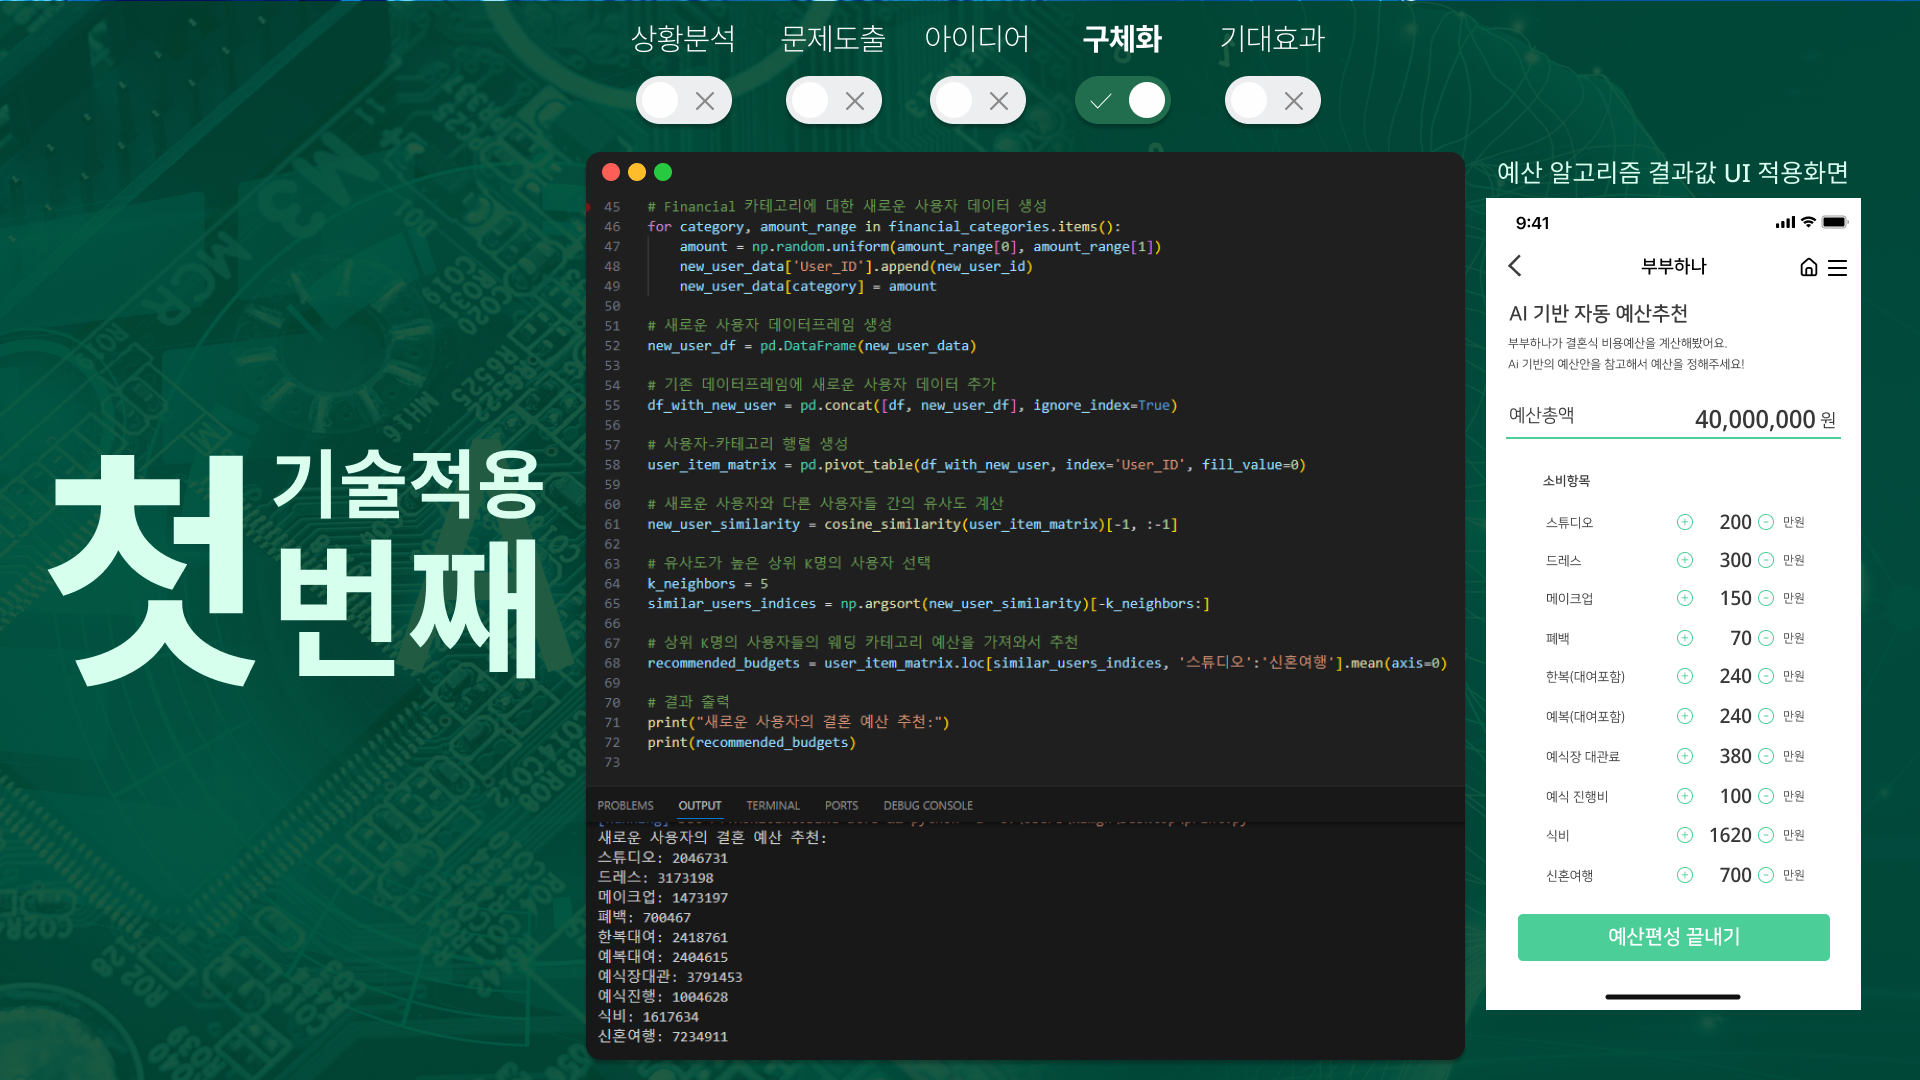 상황분석 문제도출 아이디어 구체화 기대효과
첫 번째
기술적용
45 # Financial 카테고리에 대한 새로운 사용자 데이터 생성
46 for category, amount_range in financial_categories.items():
47 amount = np.random.uniform(amount_range[0], amount_range[1])
48 new_user_data['User_ID'].append(new_user_id)
49 new_user_data[category] = amount
50
51 # 새로운 사용자 데이터프레임 생성
52 new_user_df = pd.DataFrame(new_user_data)
53
54 # 기존 데이터프레임에 새로운 사용자 데이터 추가
55 df_with_new_user = pd.concat([df, new_user_df], ignore_index=True)
56
57 # 사용자-카테고리 행렬 생성
58 user_item_matrix = pd.pivot_table(df_with_new_user, index='User_ID', fill_value=0)
59
60 # 새로운 사용자와 다른 사용자들 간의 유사도 계산
61 new_user_similarity = cosine_similarity(user_item_matrix)[-1, :-1]
62
63 # 유사도가 높은 상위 K명의 사용자 선택
64 k_neighbors = 5
65 similar_users_indices = np.argsort(new_user_similarity)[-k_neighbors:]
66
67 # 상위 K명의 사용자들의 웨딩 카테고리 예산을 가져와서 추천
68 recommended_budgets = user_item_matrix.loc[similar_users_indices, '스튜디오':'신혼여행'].mean(axis=0)
69
70 # 결과 출력
71 print("새로운 사용자의 결혼 예산 추천:")
72 print(recommended_budgets)
73
PROBLEMS OUTPUT TERMINAL PORTS DEBUG CONSOLE
새로운 사용자의 결혼 예산 추천:
스튜디오: 2046731
드레스: 3173198
메이크업: 1473197
폐백: 700467
한복대여: 2418761
예복대여: 2404615
예식장대관: 3791453
예식진행: 1004628
식비: 1617634
신혼여행: 7234911
예산 알고리즘 결과값 UI 적용화면
9:41
부부하나
AI 기반 자동 예산추천
부부하나가 결혼식 비용예산을 계산해봤어요.
Ai 기반의 예산안을 참고해서 예산을 정해주세요!
예산총액 40,000,000 원
소비항목
스튜디오 + 200 - 만원
드레스 + 300 - 만원
메이크업 + 150 - 만원
폐백 + 70 - 만원
한복(대여포함) + 240 - 만원
예복(대여포함) + 240 - 만원
예식장 대관료 + 380 - 만원
예식 진행비 + 100 - 만원
식비 + 1620 - 만원
신혼여행 + 700 - 만원
예산편성 끝내기